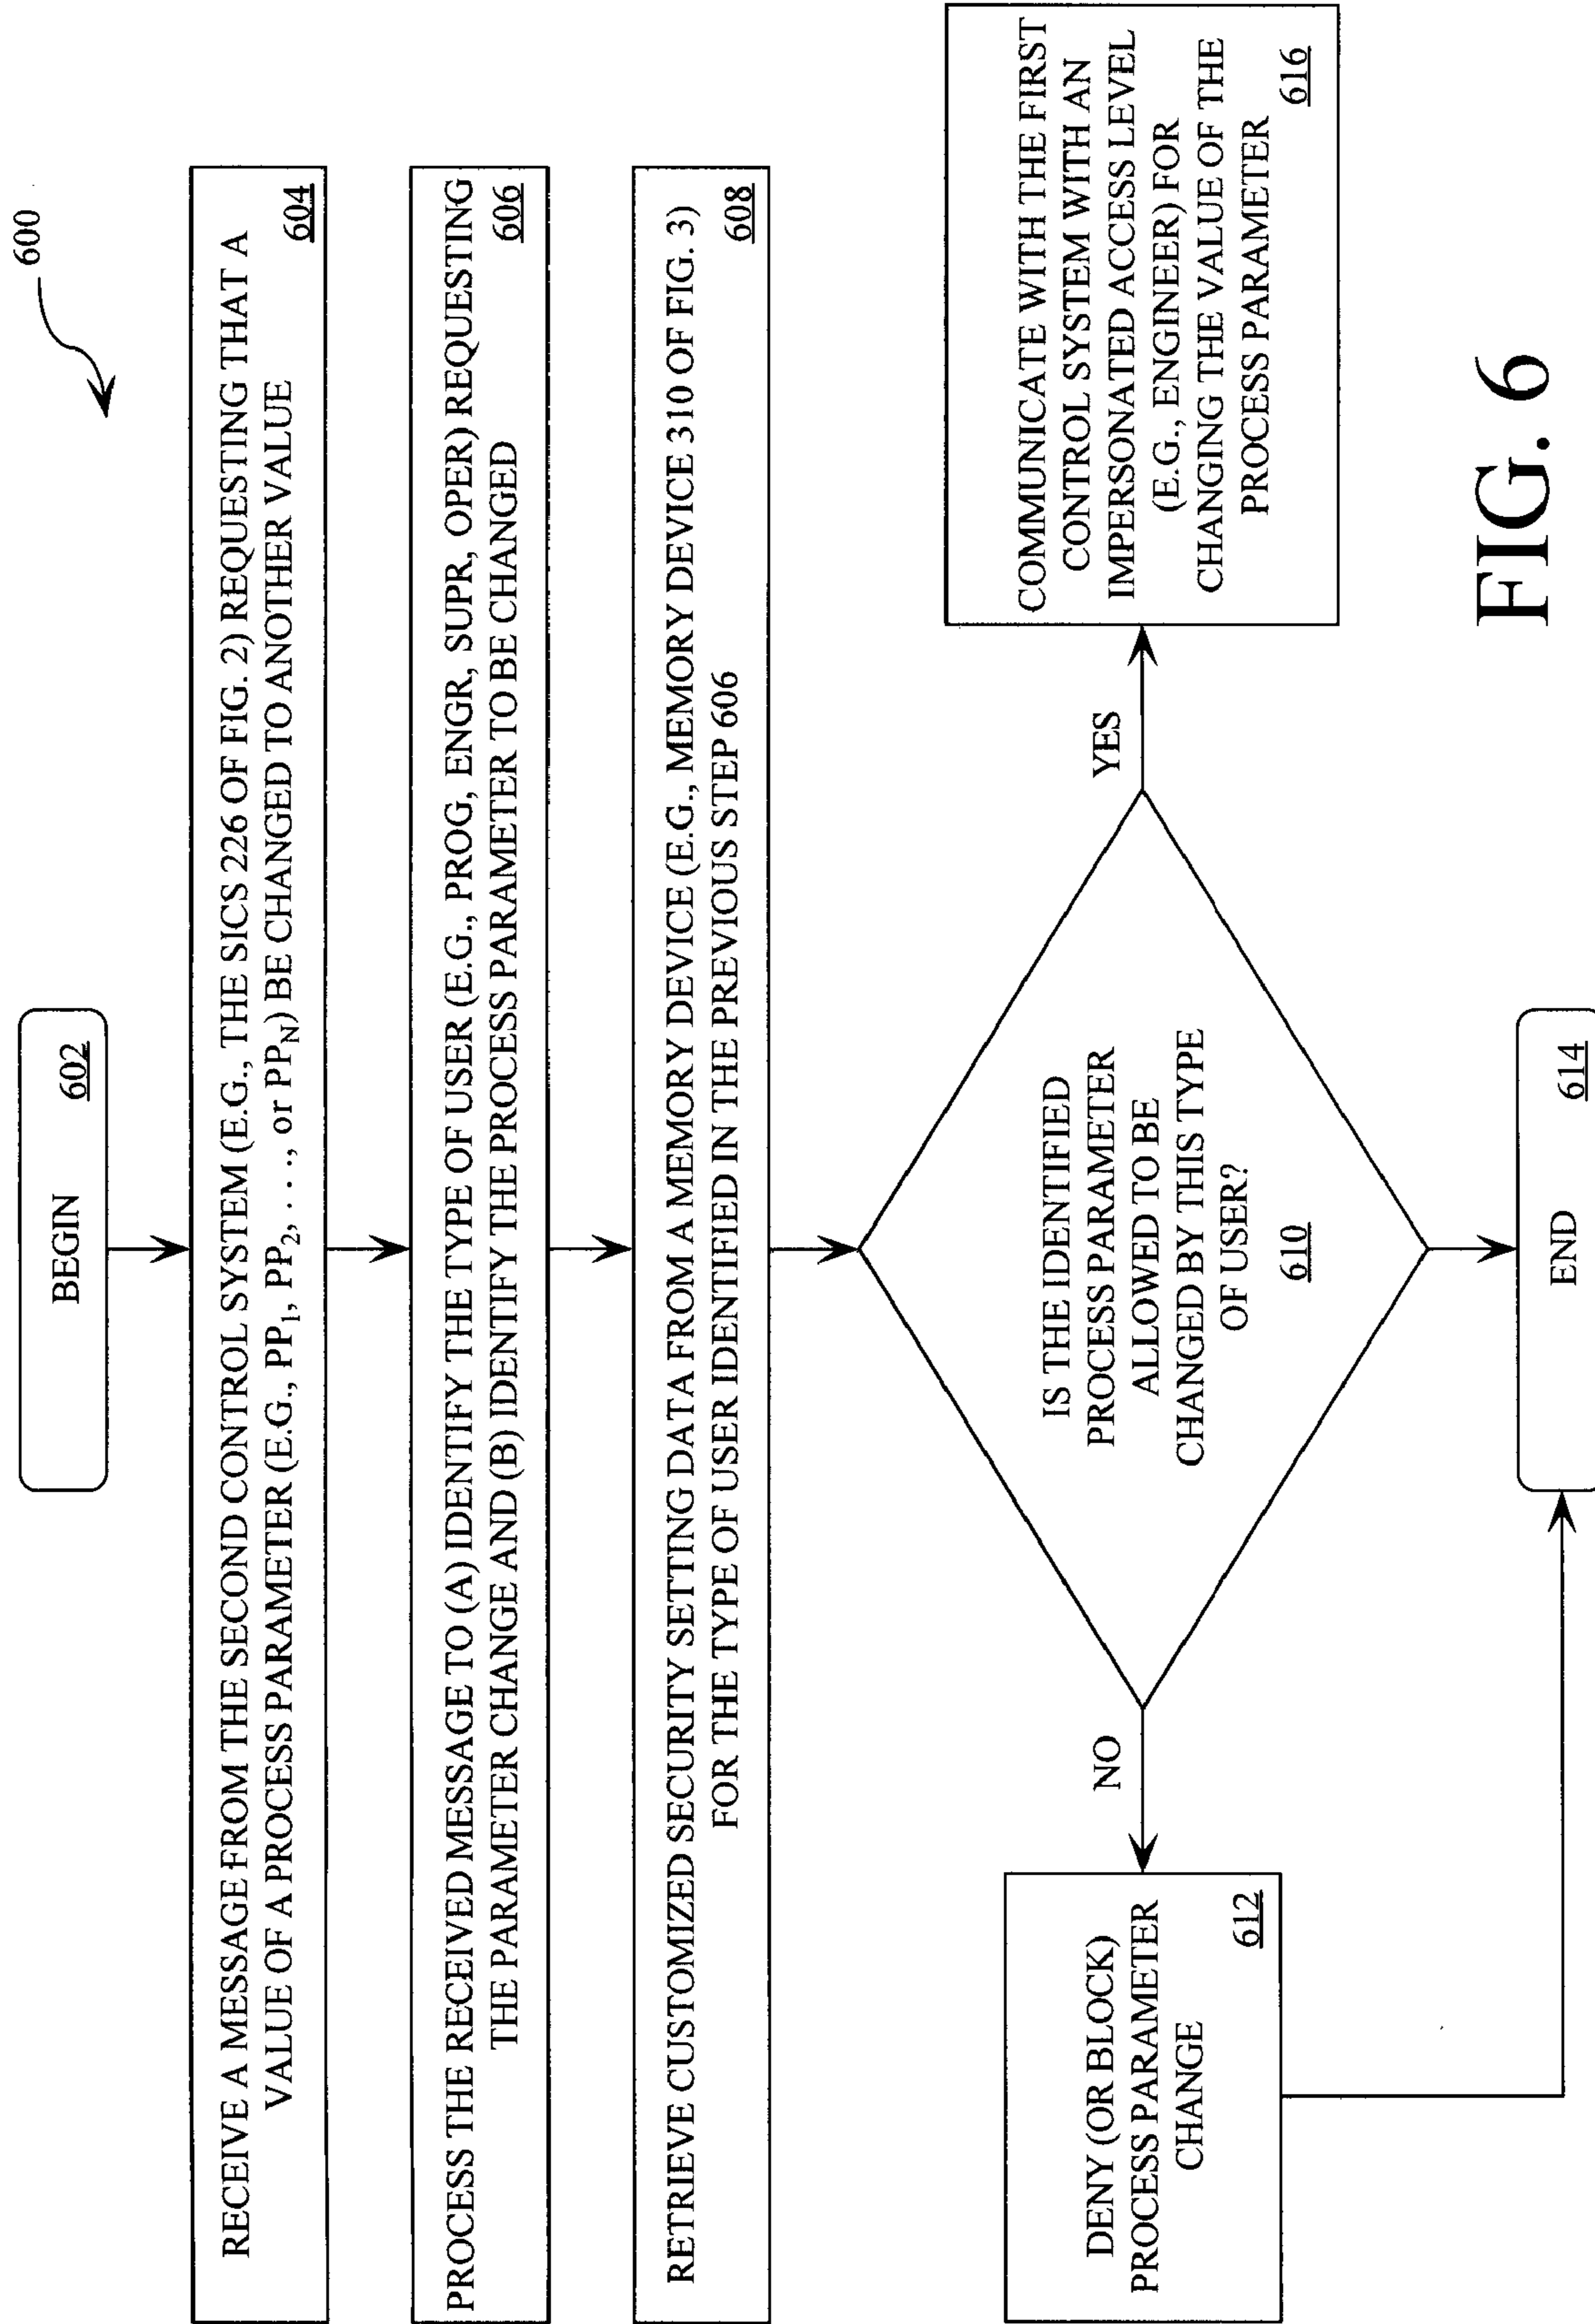 600
BEGIN
602
RECEIVE A MESSAGE FROM THE SECOND CONTROL SYSTEM (E.G., THE SICS 226 OF FIG. 2) REQUESTING THAT A
VALUE OF A PROCESS PARAMETER (E.G., PP1, PP2, . . ., or PPN) BE CHANGED TO ANOTHER VALUE
604
PROCESS THE RECEIVED MESSAGE TO (A) IDENTIFY THE TYPE OF USER (E.G., PROG, ENGR, SUPR, OPER) REQUESTING
THE PARAMETER CHANGE AND (B) IDENTIFY THE PROCESS PARAMETER TO BE CHANGED
606
RETRIEVE CUSTOMIZED SECURITY SETTING DATA FROM A MEMORY DEVICE (E.G., MEMORY DEVICE 310 OF FIG. 3)
FOR THE TYPE OF USER IDENTIFIED IN THE PREVIOUS STEP 606
608
IS THE IDENTIFIED
PROCESS PARAMETER
ALLOWED TO BE
CHANGED BY THIS TYPE
OF USER?
610
NO
DENY (OR BLOCK)
PROCESS PARAMETER
CHANGE
612
YES
COMMUNICATE WITH THE FIRST
CONTROL SYSTEM WITH AN
IMPERSONATED ACCESS LEVEL
(E.G., ENGINEER) FOR
CHANGING THE VALUE OF THE
PROCESS PARAMETER
616
END
614
FIG. 6